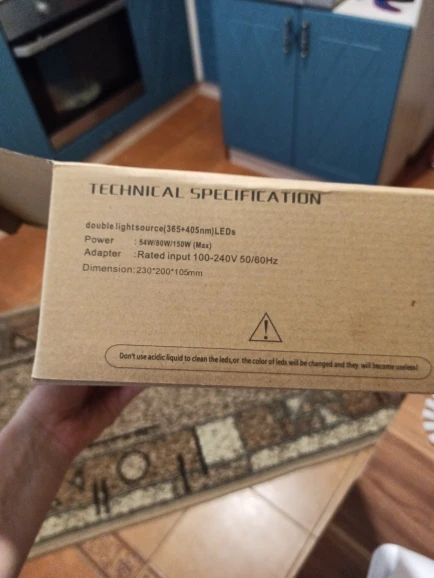 TECHNICAL SPECIFICATION
double lightsource(365+405nm)LEDs
Power : 54W/80W/150W (Max)
Adapter :Rated input 100-240V 50/60Hz
Dimension:230*200*105mm
Don't use acidic liquid to clean the leds,or the color of leds will be changed and they will become useless!